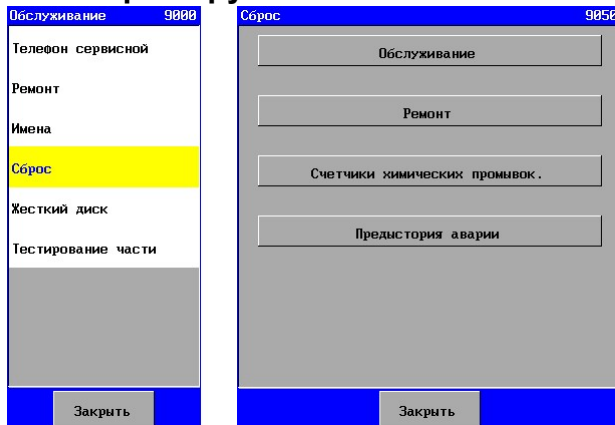 Обслуживание 9000
Телефон сервисной
Ремонт
Имена
Сброс
Жесткий диск
Тестирование части
Закрыть
Сброс 9050
Обслуживание
Ремонт
Счетчики химических промывок.
Предыстория аварии
Закрыть